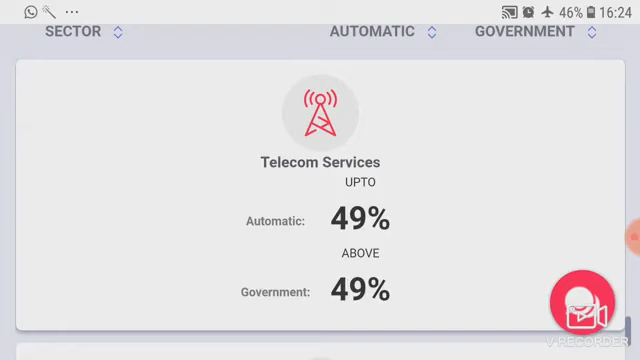 46% 16:24
SECTOR AUTOMATIC GOVERNMENT
Telecom Services
UPTO
Automatic: 49%
ABOVE
Government: 49%
V-RECORDER